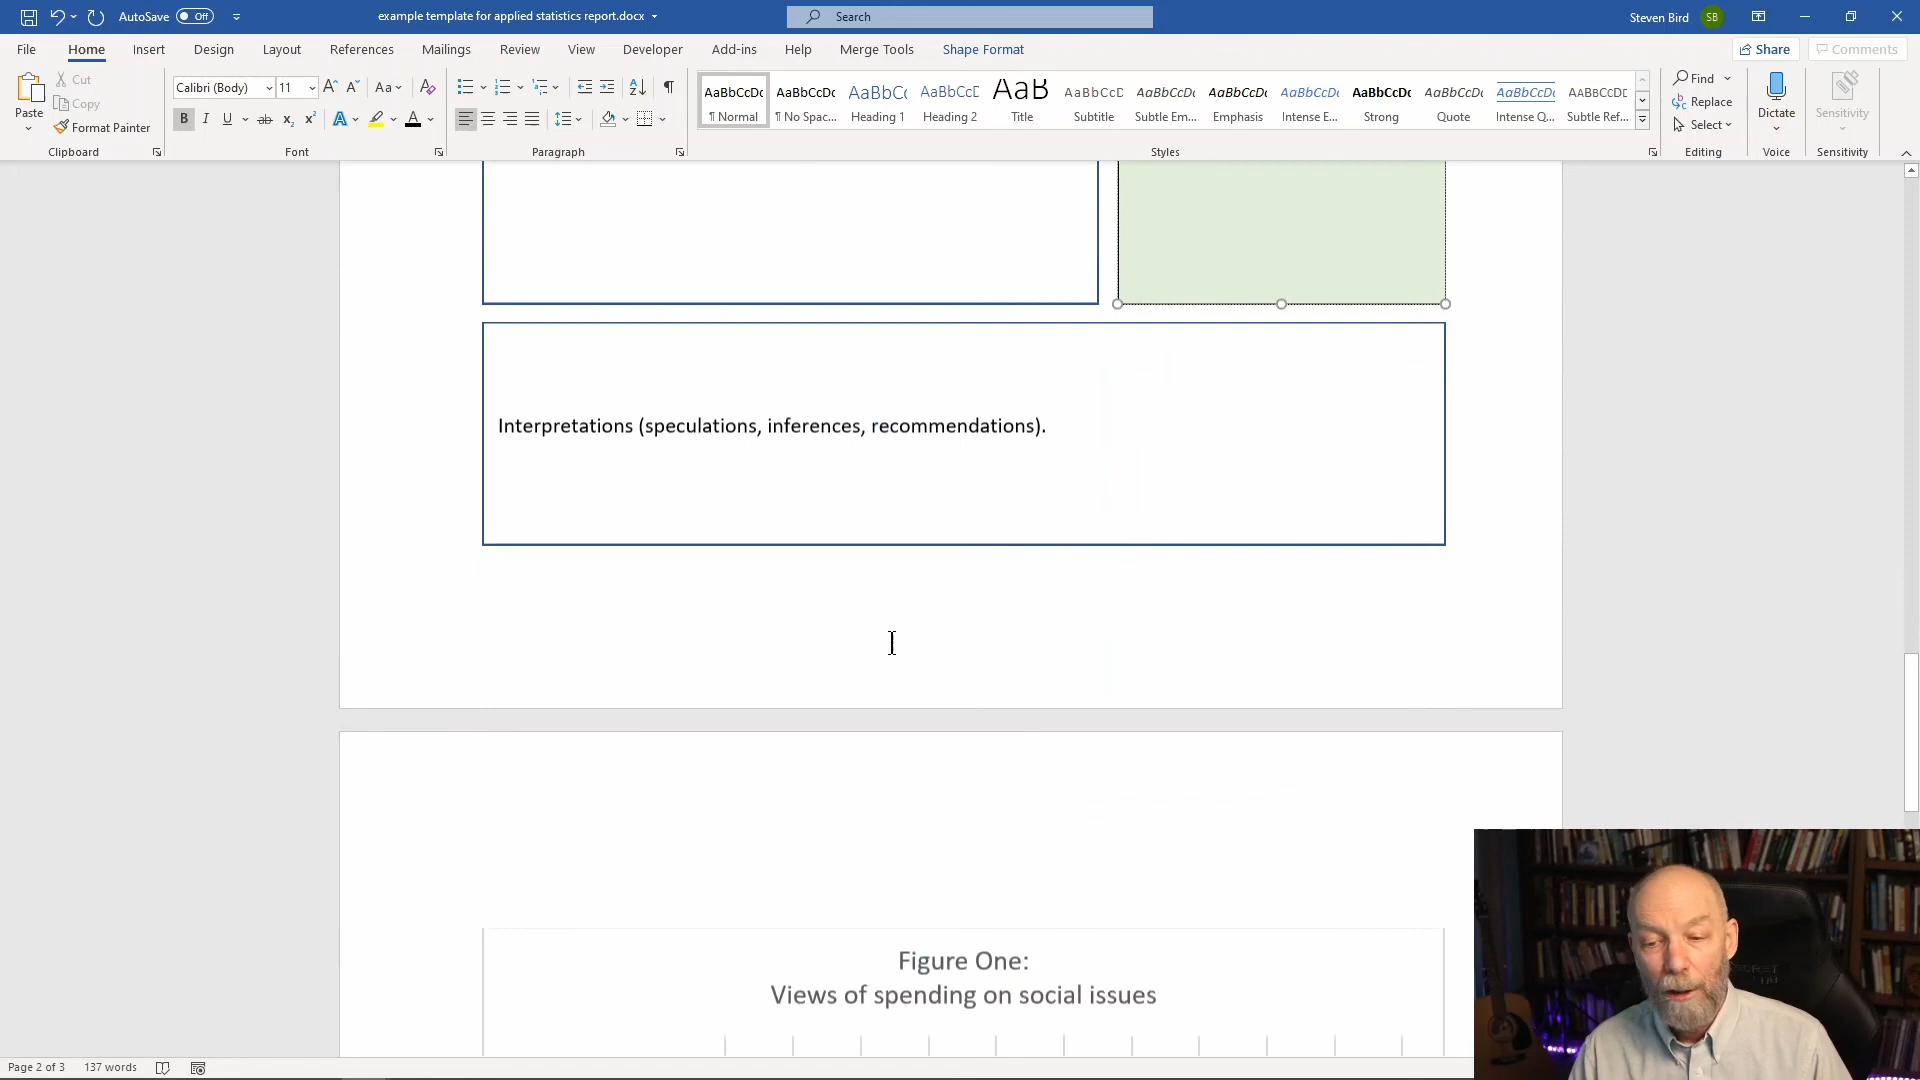 AutoSave Off
example template for applied statistics report.docx
Search
Steven Bird SB
File Home Insert Design Layout References Mailings Review View Developer Add-ins Help Merge Tools Shape Format Share Comments
Paste
Cut
Copy
Format Painter
Clipboard
Calibri (Body) 11
Font
Paragraph
AaBbCcDc AaBbCcDc AaBbC( AaBbCcD AaB AaBbCcC AaBbCcDc AaBbCcDc AaBbCcDc AaBbCcDc AaBbCcDc AaBbCcDc AABBCCDC
¶ Normal ¶ No Spac... Heading 1 Heading 2 Title Subtitle Subtle Em... Emphasis Intense E... Strong Quote Intense Q... Subtle Ref...
Styles
Find
Replace
Select
Editing
Dictate
Voice
Sensitivity
Sensitivity
Interpretations (speculations, inferences, recommendations).
Figure One:
Views of spending on social issues
Page 2 of 3 137 words